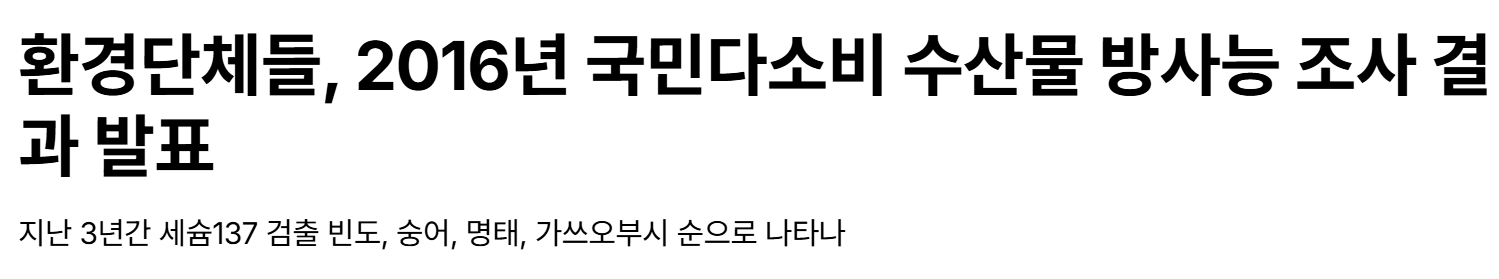 환경단체들, 2016년 국민다소비 수산물 방사능 조사 결
과 발표
지난 3년간 세슘137 검출 빈도, 숭어, 명태, 가쓰오부시 순으로 나타나